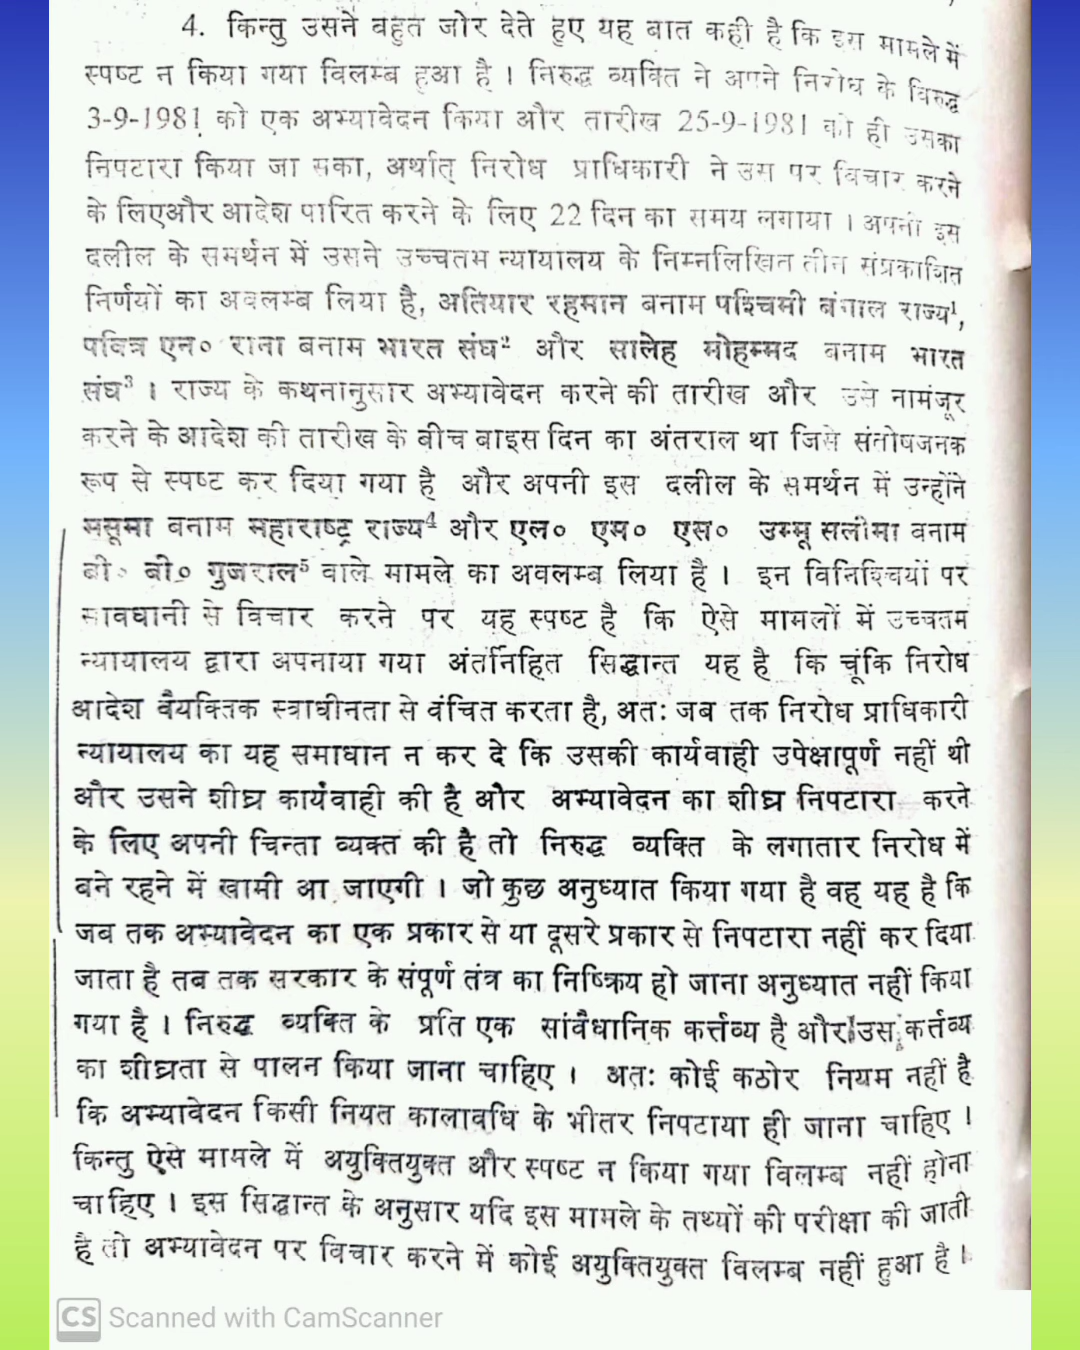 4. किन्तु उसने बहुत जोर देते हुए यह बात कही है कि इस मामले में
स्पष्ट न किया गया विलम्ब हुआ है । निरुद्ध व्यक्ति ने अपने निरोध के विरुद्ध
3-9-1981 को एक अभ्यावेदन किया और तारीख 25-9-1981 को ही उसका
निपटारा किया जा सका, अर्थात् निरोध प्राधिकारी ने उस पर विचार करने
के लिएऔर आदेश पारित करने के लिए 22 दिन का समय लगाया । अपनी इस
दलील के समर्थन में उसने उच्चतम न्यायालय के निम्नलिखित तीन संप्रकाशित
निर्णयों का अवलम्ब लिया है, अतियार रहमान बनाम पश्चिमी बंगाल राज्य¹,
पवित्र एन० राना बनाम भारत संघ² और सालेह मोहम्मद बनाम भारत
संघ³ । राज्य के कथनानुसार अभ्यावेदन करने की तारीख और उसे नामंजूर
करने के आदेश की तारीख के बीच बाइस दिन का अंतराल था जिसे संतोषजनक
रूप से स्पष्ट कर दिया गया है और अपनी इस दलील के समर्थन में उन्होंने
मसूमा बनाम महाराष्ट्र राज्य⁴ और एल० एम० एस० उम्मू सलीमा बनाम
बी० बी० गुजराल⁵ वाले मामले का अवलम्ब लिया है । इन विनिश्चियों पर
सावधानी से विचार करने पर यह स्पष्ट है कि ऐसे मामलों में उच्चतम
न्यायालय द्वारा अपनाया गया अंतर्निहित सिद्धान्त यह है कि चूंकि निरोध
आदेश वैयक्तिक स्वाधीनता से वंचित करता है, अतः जब तक निरोध प्राधिकारी
न्यायालय का यह समाधान न कर दे कि उसकी कार्यवाही उपेक्षापूर्ण नहीं थी
और उसने शीघ्र कार्यवाही की है और अभ्यावेदन का शीघ्र निपटारा करने
के लिए अपनी चिन्ता व्यक्त की है तो निरुद्ध व्यक्ति के लगातार निरोध में
बने रहने में खामी आ जाएगी । जो कुछ अनुध्यात किया गया है वह यह है कि
जब तक अभ्यावेदन का एक प्रकार से या दूसरे प्रकार से निपटारा नहीं कर दिया
जाता है तब तक सरकार के संपूर्ण तंत्र का निष्क्रिय हो जाना अनुध्यात नहीं किया
गया है । निरुद्ध व्यक्ति के प्रति एक सांवैधानिक कर्त्तव्य है और उस कर्त्तव्य
का शीघ्रता से पालन किया जाना चाहिए । अतः कोई कठोर नियम नहीं है
कि अभ्यावेदन किसी नियत कालावधि के भीतर निपटाया ही जाना चाहिए ।
किन्तु ऐसे मामले में अयुक्तियुक्त और स्पष्ट न किया गया विलम्ब नहीं होना
चाहिए । इस सिद्धान्त के अनुसार यदि इस मामले के तथ्यों की परीक्षा की जाती
है तो अभ्यावेदन पर विचार करने में कोई अयुक्तियुक्त विलम्ब नहीं हुआ है ।
CS Scanned with CamScanner